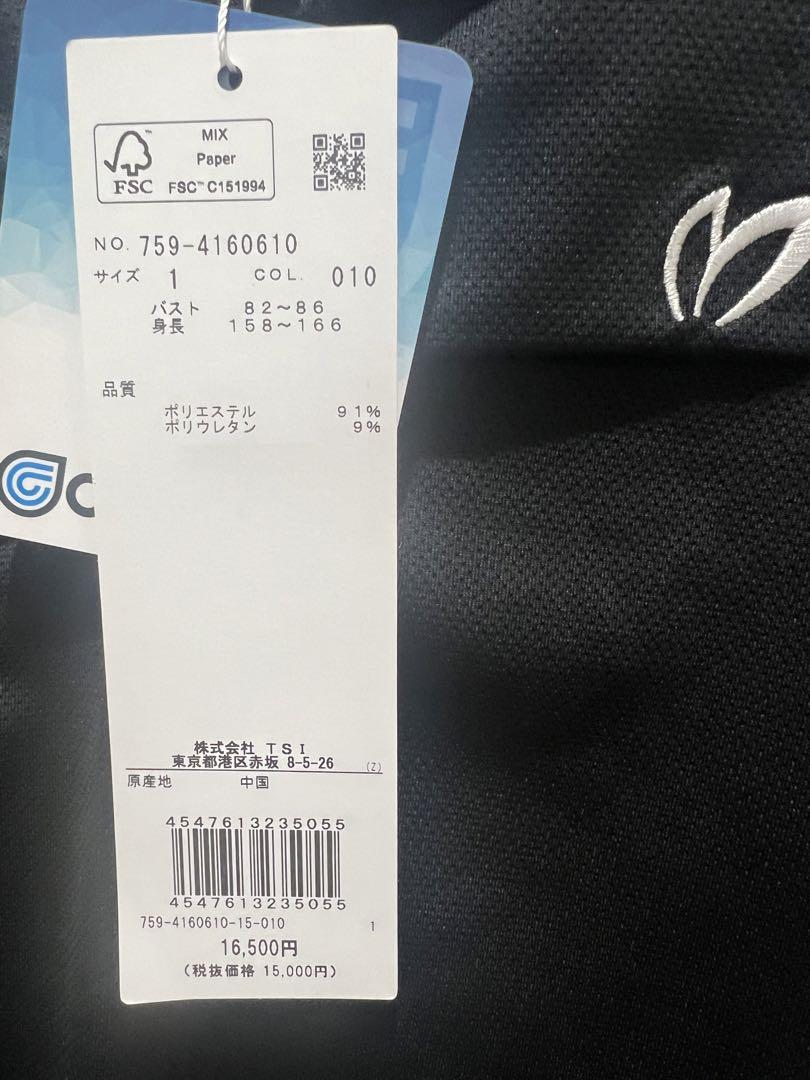 MIX
Paper
FSC
FSC™ C151994
NO. 759-4160610
サイズ 1 COL. 010
バスト 82～86
身長 158～166
品質
ポリエステル 91%
ポリウレタン 9%
株式会社 TSI
東京都港区赤坂 8-5-26 (Z)
原産地 中国
4547613235055
4547613235055
759-4160610-15-010 1
16,500円
(税抜価格 15,000円)